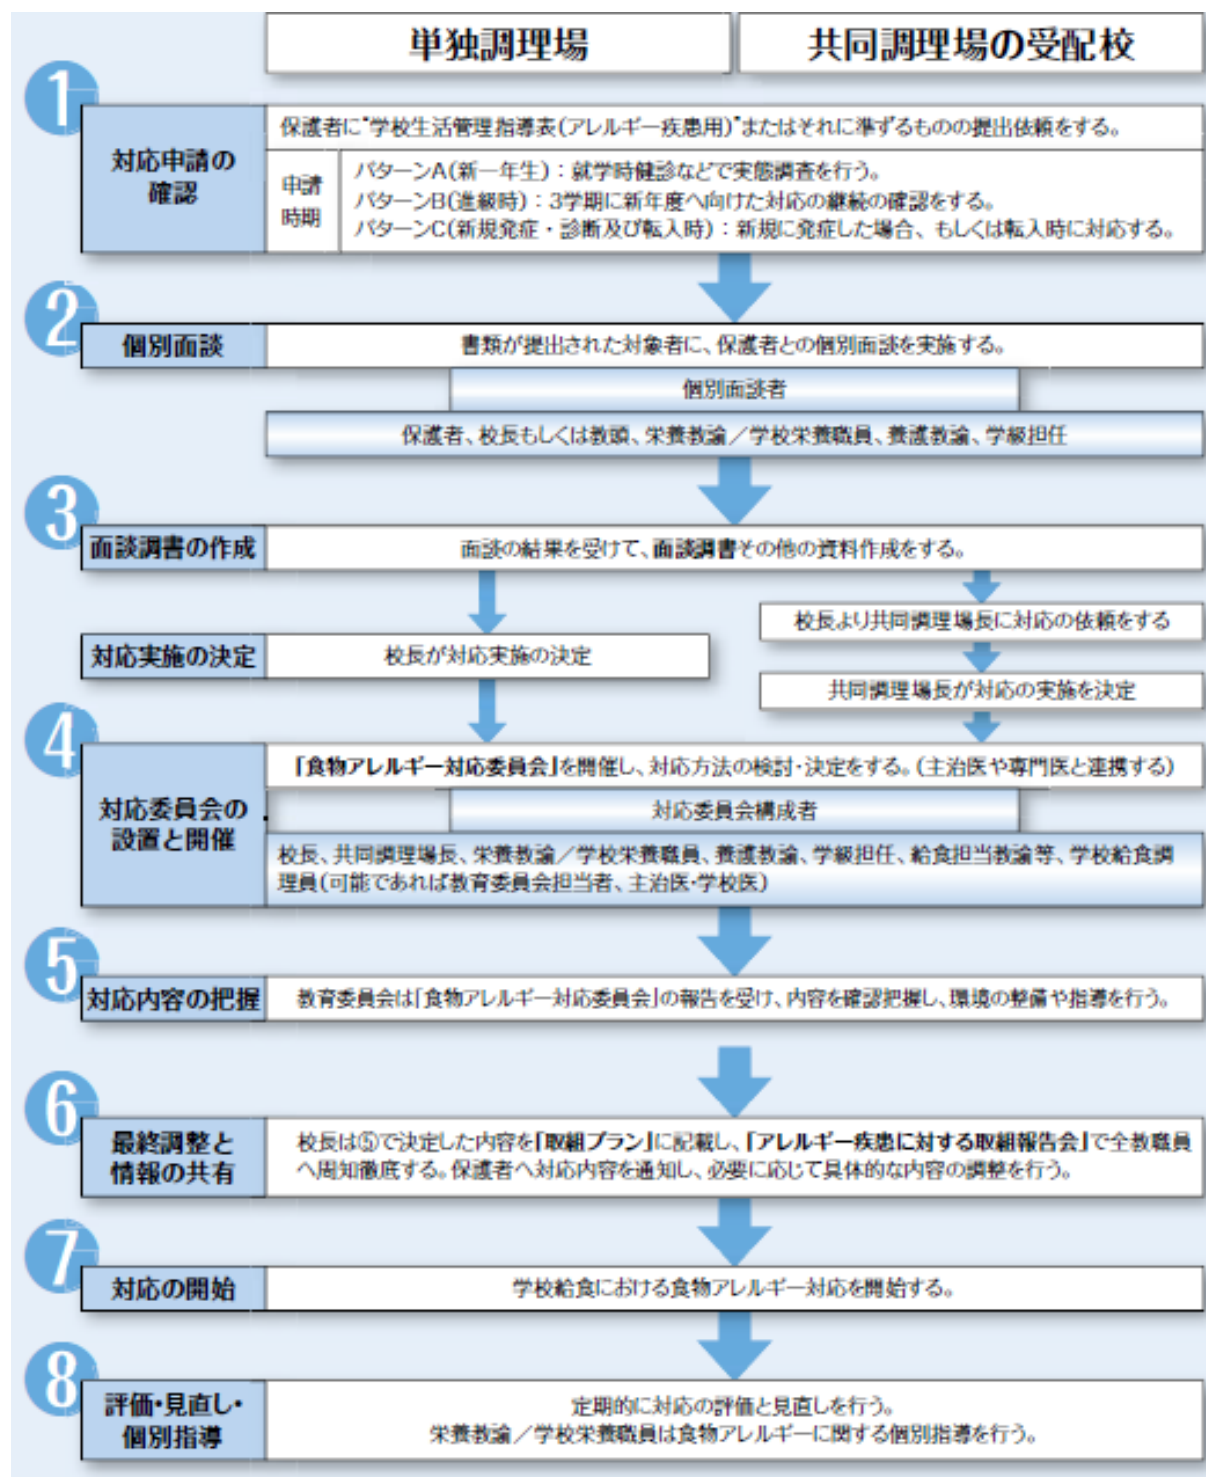 単独調理場
共同調理場の受配校
1
対応申請の
確認
保護者に“学校生活管理指導表(アレルギー疾患用)”またはそれに準ずるものの提出依頼をする。
申請
時期
パターンA(新一年生)：就学時健診などで実態調査を行う。
パターンB(進級時)：3学期に新年度へ向けた対応の継続の確認をする。
パターンC(新規発症・診断及び転入時)：新規に発症した場合、もしくは転入時に対応する。
2
個別面談
書類が提出された対象者に、保護者との個別面談を実施する。
個別面談者
保護者、校長もしくは教頭、栄養教諭／学校栄養職員、養護教諭、学級担任
3
面談調書の作成
面談の結果を受けて、面談調書その他の資料作成をする。
校長より共同調理場長に対応の依頼をする
対応実施の決定
校長が対応実施の決定
共同調理場長が対応の実施を決定
4
対応委員会の
設置と開催
「食物アレルギー対応委員会」を開催し、対応方法の検討・決定をする。(主治医や専門医と連携する)
対応委員会構成者
校長、共同調理場長、栄養教諭／学校栄養職員、養護教諭、学級担任、給食担当教諭等、学校給食調
理員(可能であれば教育委員会担当者、主治医・学校医)
5
対応内容の把握
教育委員会は「食物アレルギー対応委員会」の報告を受け、内容を確認把握し、環境の整備や指導を行う。
6
最終調整と
情報の共有
校長は⑤で決定した内容を「取組プラン」に記載し、「アレルギー疾患に対する取組報告会」で全教職員
へ周知徹底する。保護者へ対応内容を通知し、必要に応じて具体的な内容の調整を行う。
7
対応の開始
学校給食における食物アレルギー対応を開始する。
8
評価・見直し・
個別指導
定期的に対応の評価と見直しを行う。
栄養教諭／学校栄養職員は食物アレルギーに関する個別指導を行う。